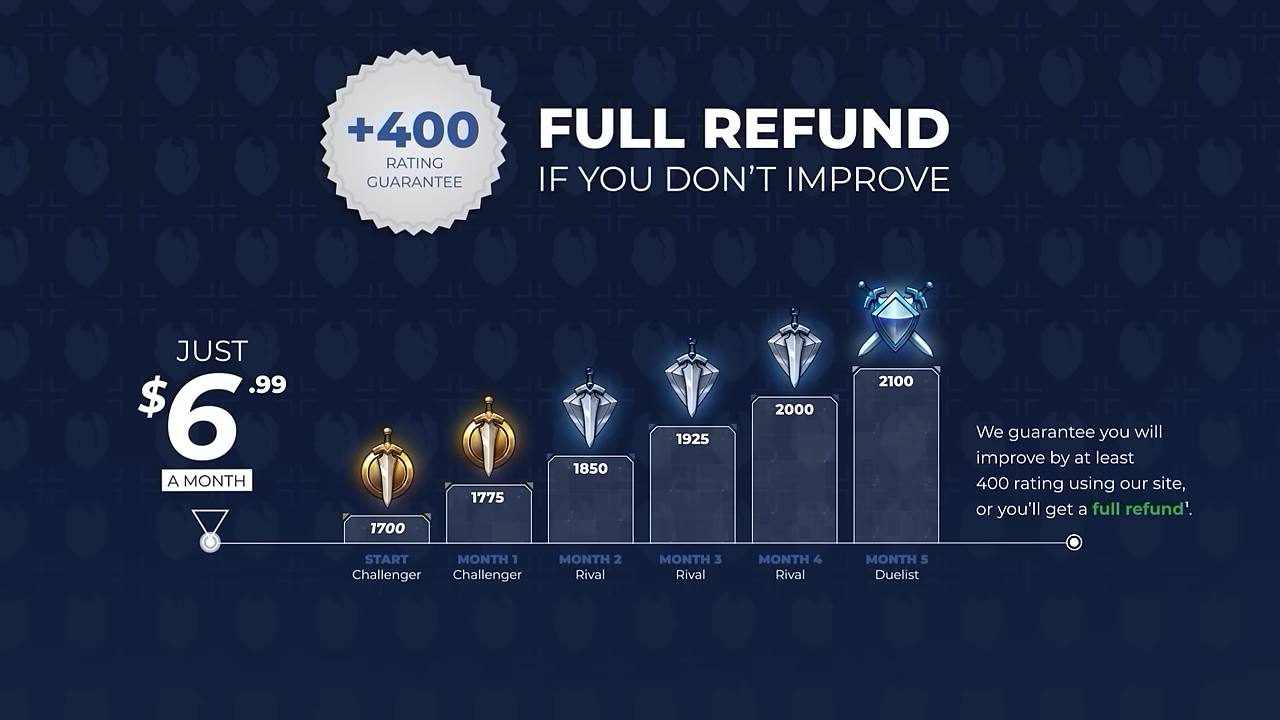 +400
RATING
GUARANTEE
FULL REFUND
IF YOU DON'T IMPROVE
JUST
$6.99
A MONTH
1700
1775
1850
1925
2000
2100
START
Challenger
MONTH 1
Challenger
MONTH 2
Rival
MONTH 3
Rival
MONTH 4
Rival
MONTH 5
Duelist
We guarantee you will
improve by at least
400 rating using our site,
or you'll get a full refund¹.